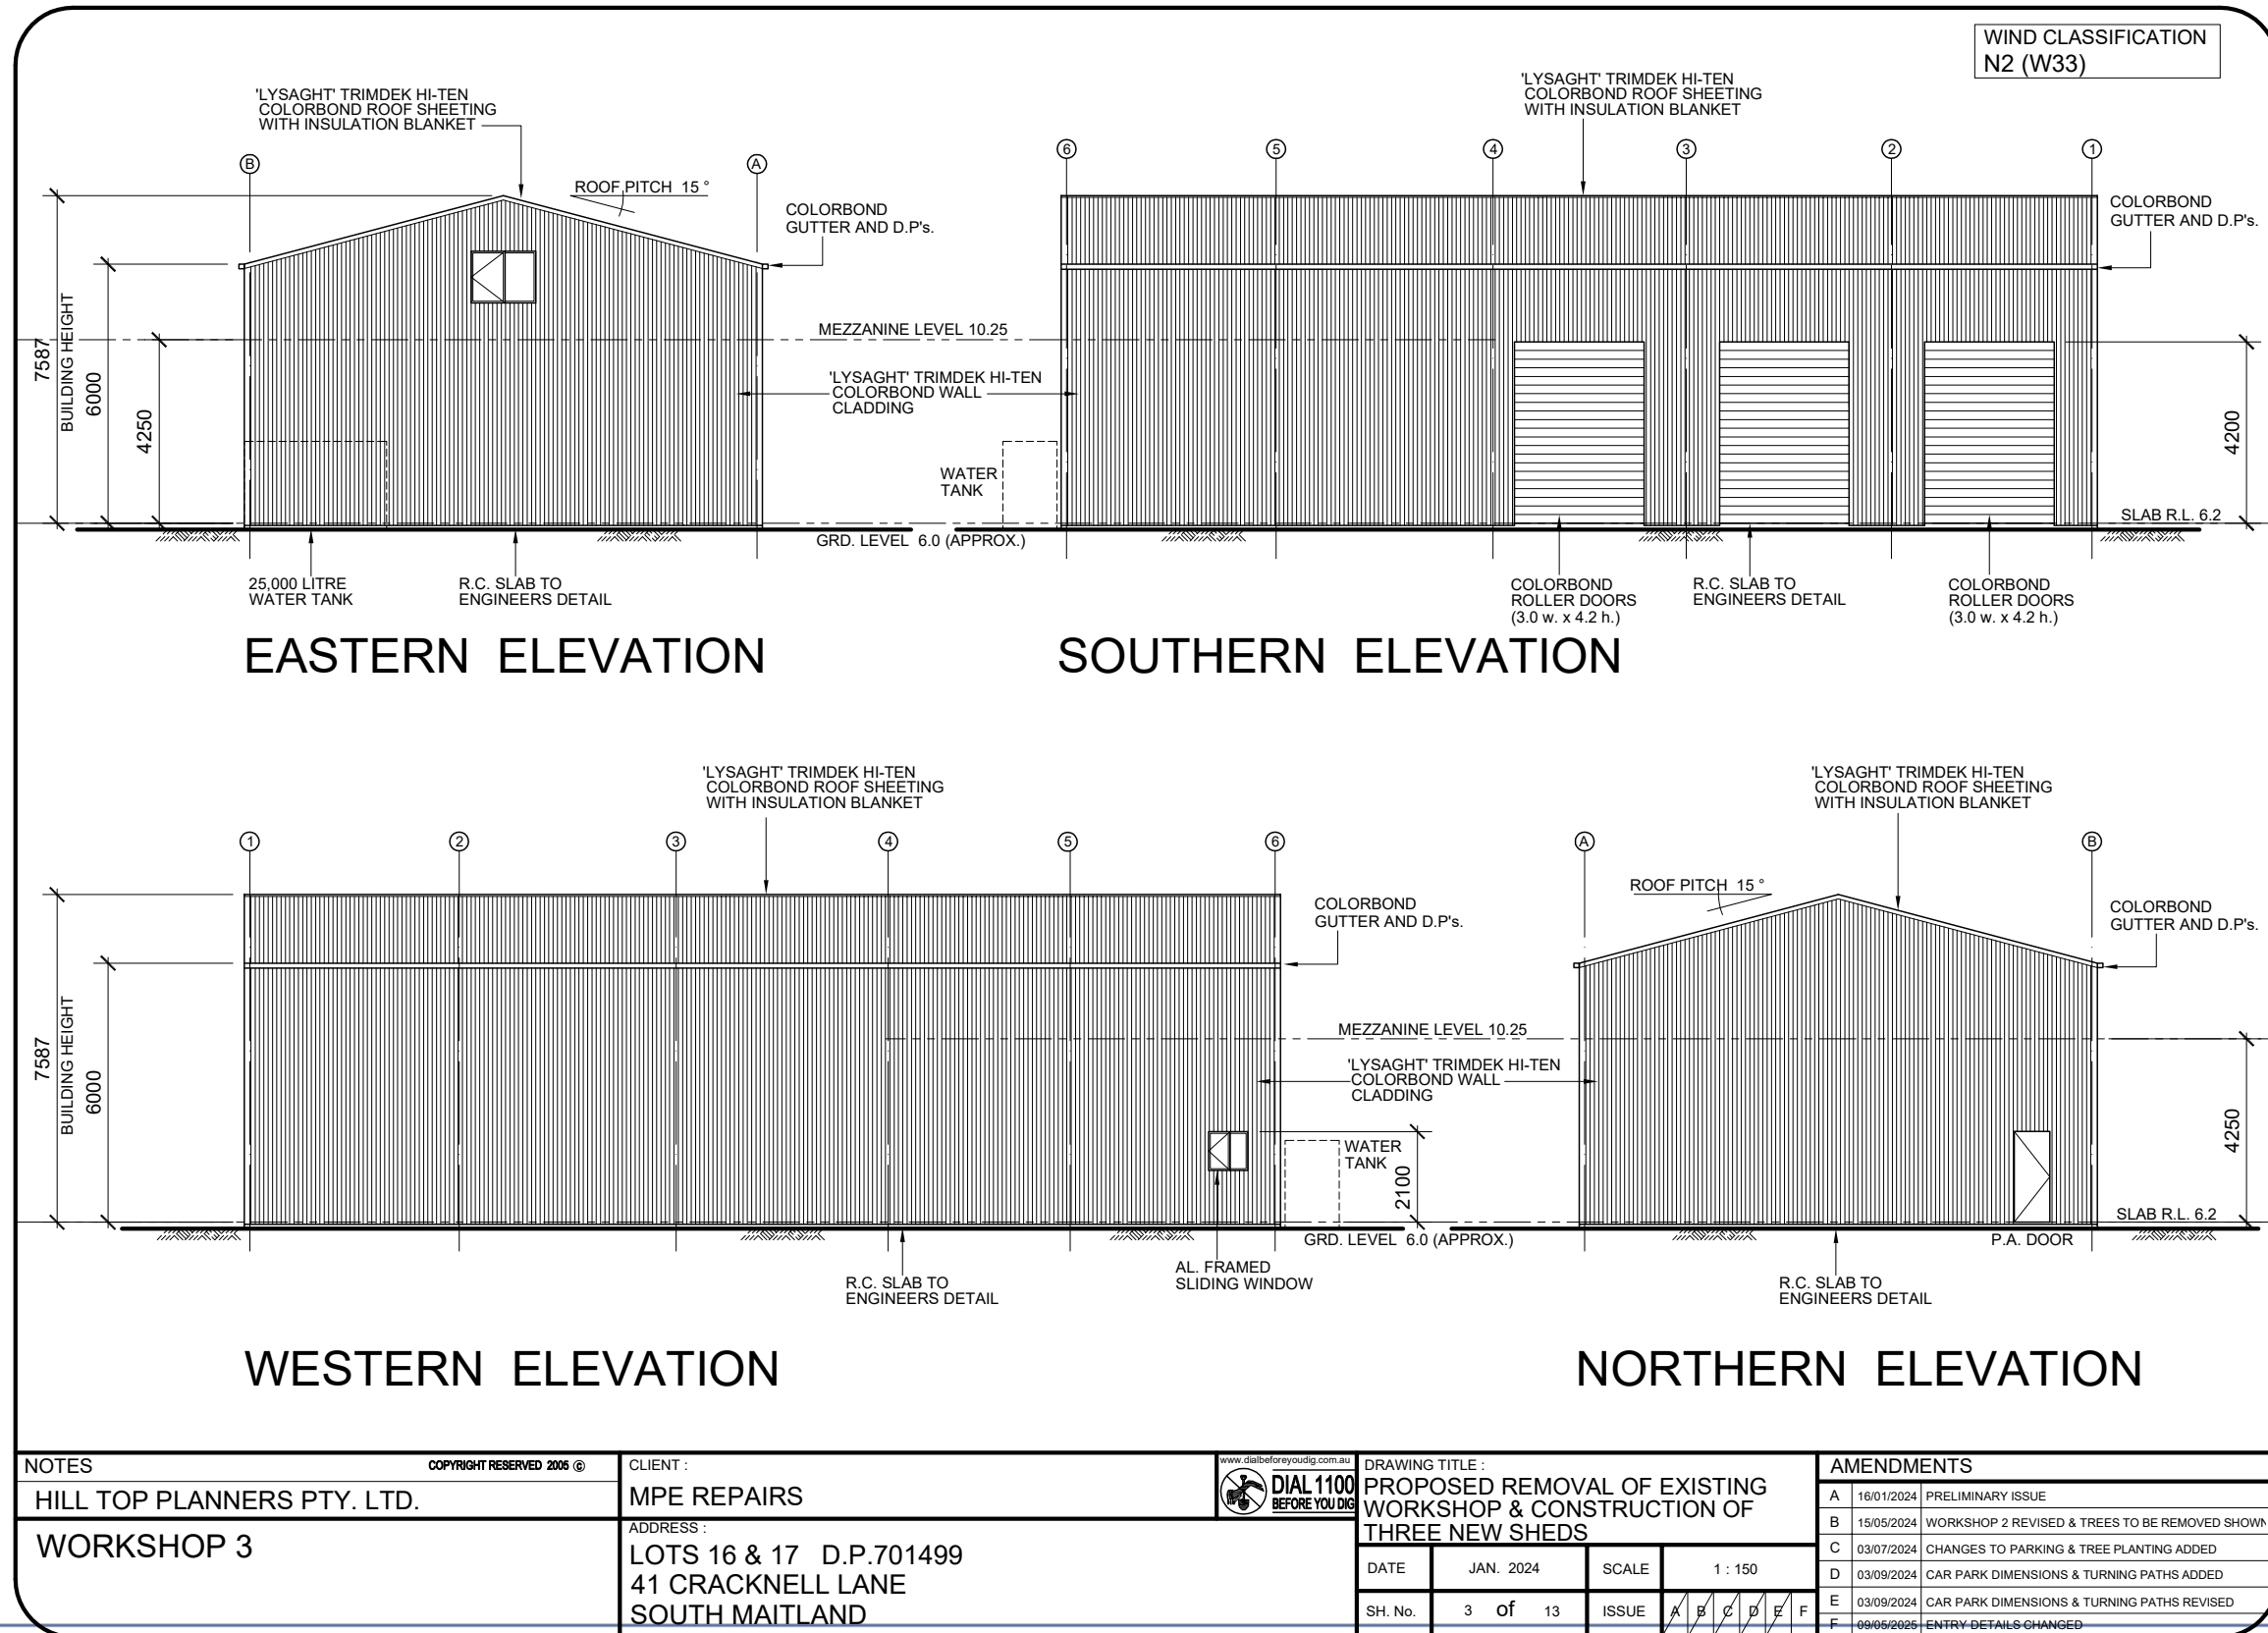 WIND CLASSIFICATION
N2 (W33)
'LYSAGHT' TRIMDEK HI-TEN
COLORBOND ROOF SHEETING
WITH INSULATION BLANKET
B
A
ROOF PITCH 15 °
COLORBOND
GUTTER AND D.P's.
7587
BUILDING HEIGHT
6000
4250
MEZZANINE LEVEL 10.25
'LYSAGHT' TRIMDEK HI-TEN
COLORBOND WALL
CLADDING
25,000 LITRE
WATER TANK
R.C. SLAB TO
ENGINEERS DETAIL
GRD. LEVEL 6.0 (APPROX.)
EASTERN ELEVATION
'LYSAGHT' TRIMDEK HI-TEN
COLORBOND ROOF SHEETING
WITH INSULATION BLANKET
6
5
4
3
2
1
COLORBOND
GUTTER AND D.P's.
WATER
TANK
4200
SLAB R.L. 6.2
COLORBOND
ROLLER DOORS
(3.0 w. x 4.2 h.)
R.C. SLAB TO
ENGINEERS DETAIL
COLORBOND
ROLLER DOORS
(3.0 w. x 4.2 h.)
SOUTHERN ELEVATION
'LYSAGHT' TRIMDEK HI-TEN
COLORBOND ROOF SHEETING
WITH INSULATION BLANKET
1
2
3
4
5
6
COLORBOND
GUTTER AND D.P's.
7587
BUILDING HEIGHT
6000
MEZZANINE LEVEL 10.25
'LYSAGHT' TRIMDEK HI-TEN
COLORBOND WALL
CLADDING
WATER
TANK
2100
GRD. LEVEL 6.0 (APPROX.)
R.C. SLAB TO
ENGINEERS DETAIL
AL. FRAMED
SLIDING WINDOW
WESTERN ELEVATION
'LYSAGHT' TRIMDEK HI-TEN
COLORBOND ROOF SHEETING
WITH INSULATION BLANKET
A
B
ROOF PITCH 15 °
COLORBOND
GUTTER AND D.P's.
4250
SLAB R.L. 6.2
P.A. DOOR
R.C. SLAB TO
ENGINEERS DETAIL
NORTHERN ELEVATION
NOTES
COPYRIGHT RESERVED 2005 ©
HILL TOP PLANNERS PTY. LTD.
WORKSHOP 3
CLIENT :
MPE REPAIRS
www.dialbeforeyoudig.com.au
DIAL 1100
BEFORE YOU DIG
ADDRESS :
LOTS 16 & 17 D.P.701499
41 CRACKNELL LANE
SOUTH MAITLAND
DRAWING TITLE :
PROPOSED REMOVAL OF EXISTING
WORKSHOP & CONSTRUCTION OF
THREE NEW SHEDS
DATE JAN. 2024 SCALE 1 : 150
SH. No. 3 of 13 ISSUE A B C D E F
AMENDMENTS
A 16/01/2024 PRELIMINARY ISSUE
B 15/05/2024 WORKSHOP 2 REVISED & TREES TO BE REMOVED SHOWN
C 03/07/2024 CHANGES TO PARKING & TREE PLANTING ADDED
D 03/09/2024 CAR PARK DIMENSIONS & TURNING PATHS ADDED
E 03/09/2024 CAR PARK DIMENSIONS & TURNING PATHS REVISED
F 09/05/2025 ENTRY DETAILS CHANGED